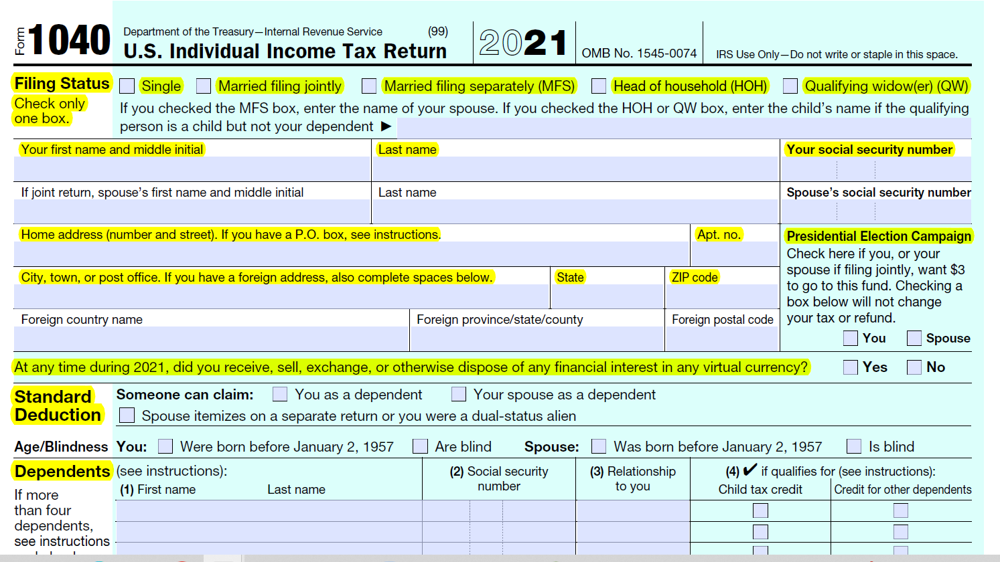 Form 1040 Department of the Treasury—Internal Revenue Service (99)
U.S. Individual Income Tax Return 2021 OMB No. 1545-0074 IRS Use Only—Do not write or staple in this space.
Filing Status Single Married filing jointly Married filing separately (MFS) Head of household (HOH) Qualifying widow(er) (QW)
Check only
one box.
If you checked the MFS box, enter the name of your spouse. If you checked the HOH or QW box, enter the child's name if the qualifying
person is a child but not your dependent ▶
Your first name and middle initial Last name Your social security number
If joint return, spouse's first name and middle initial Last name Spouse's social security number
Home address (number and street). If you have a P.O. box, see instructions. Apt. no.
City, town, or post office. If you have a foreign address, also complete spaces below. State ZIP code
Foreign country name Foreign province/state/county Foreign postal code
Presidential Election Campaign
Check here if you, or your
spouse if filing jointly, want $3
to go to this fund. Checking a
box below will not change
your tax or refund.
You Spouse
At any time during 2021, did you receive, sell, exchange, or otherwise dispose of any financial interest in any virtual currency? Yes No
Standard
Deduction
Someone can claim: You as a dependent Your spouse as a dependent
Spouse itemizes on a separate return or you were a dual-status alien
Age/Blindness You: Were born before January 2, 1957 Are blind Spouse: Was born before January 2, 1957 Is blind
Dependents (see instructions):
If more
than four
dependents,
see instructions
(1) First name Last name
(2) Social security
number
(3) Relationship
to you
(4) ✔ if qualifies for (see instructions):
Child tax credit Credit for other dependents